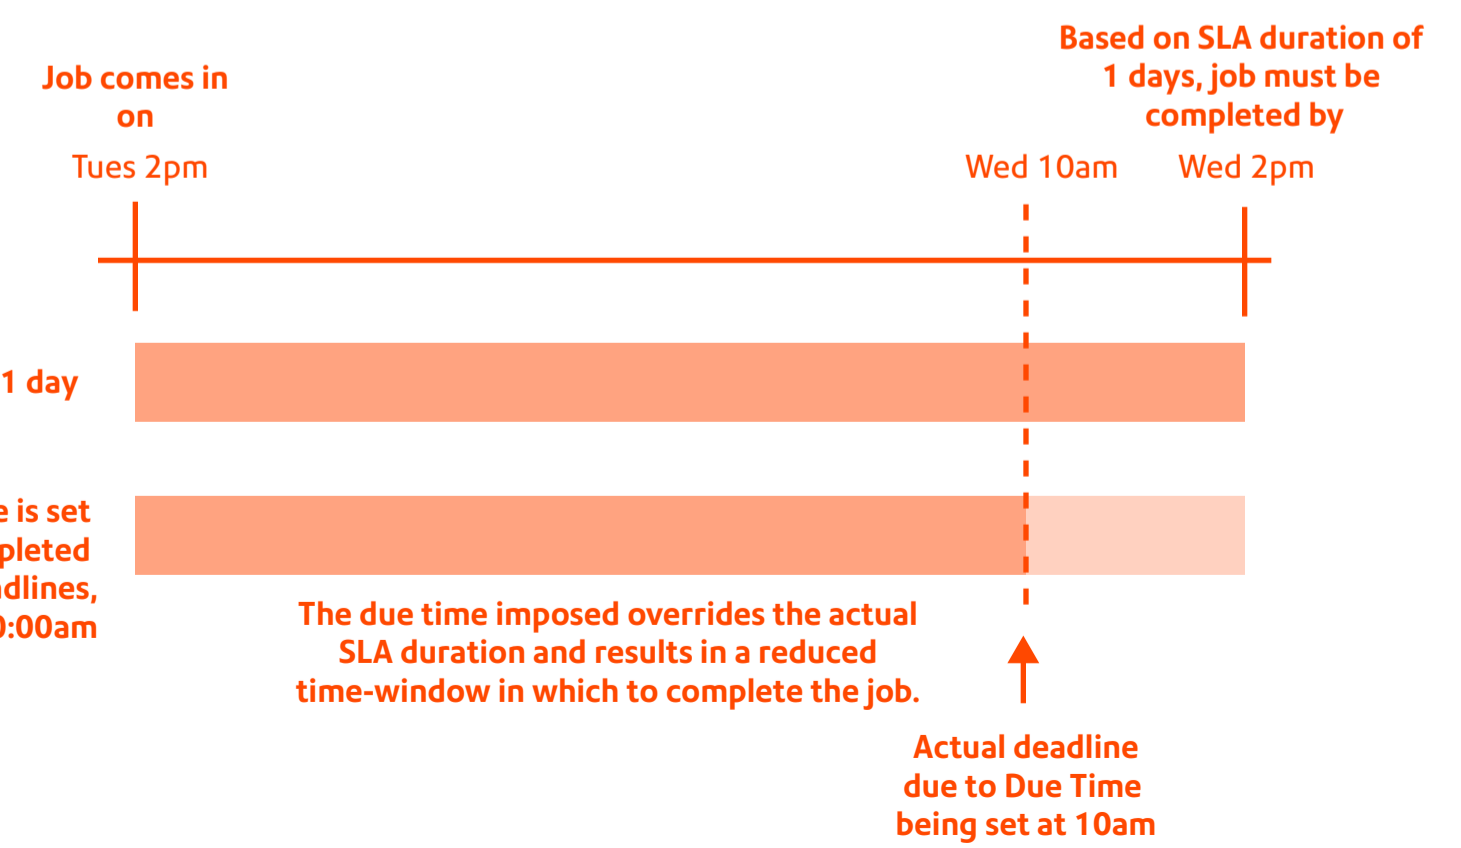 Based on SLA duration of
1 days, job must be
completed by
Job comes in
on
Tues 2pm
Wed 10am
Wed 2pm
1 day
e is set
pleted
dlines,
0:00am
The due time imposed overrides the actual
SLA duration and results in a reduced
time-window in which to complete the job.
Actual deadline
due to Due Time
being set at 10am